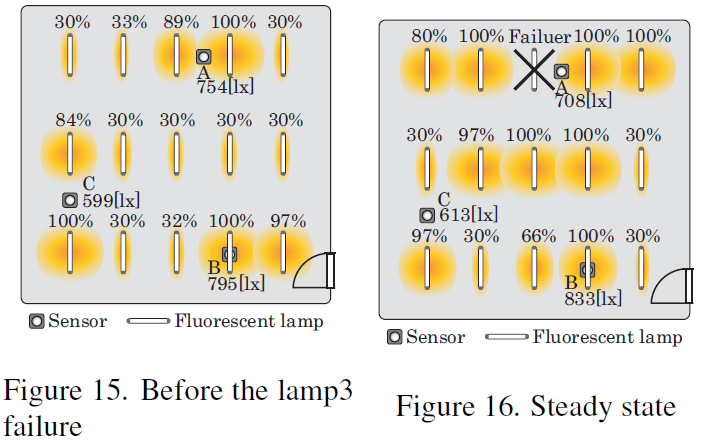 30% 33% 89% 100% 30%
A
754[lx]
84% 30% 30% 30% 30%
C
599[lx]
100% 30% 32% 100% 97%
B
795[lx]
Sensor Fluorescent lamp
Figure 15. Before the lamp3
failure
80% 100% Failuer 100% 100%
A
708[lx]
30% 97% 100% 100% 30%
C
613[lx]
97% 30% 66% 100% 30%
B
833[lx]
Sensor Fluorescent lamp
Figure 16. Steady state